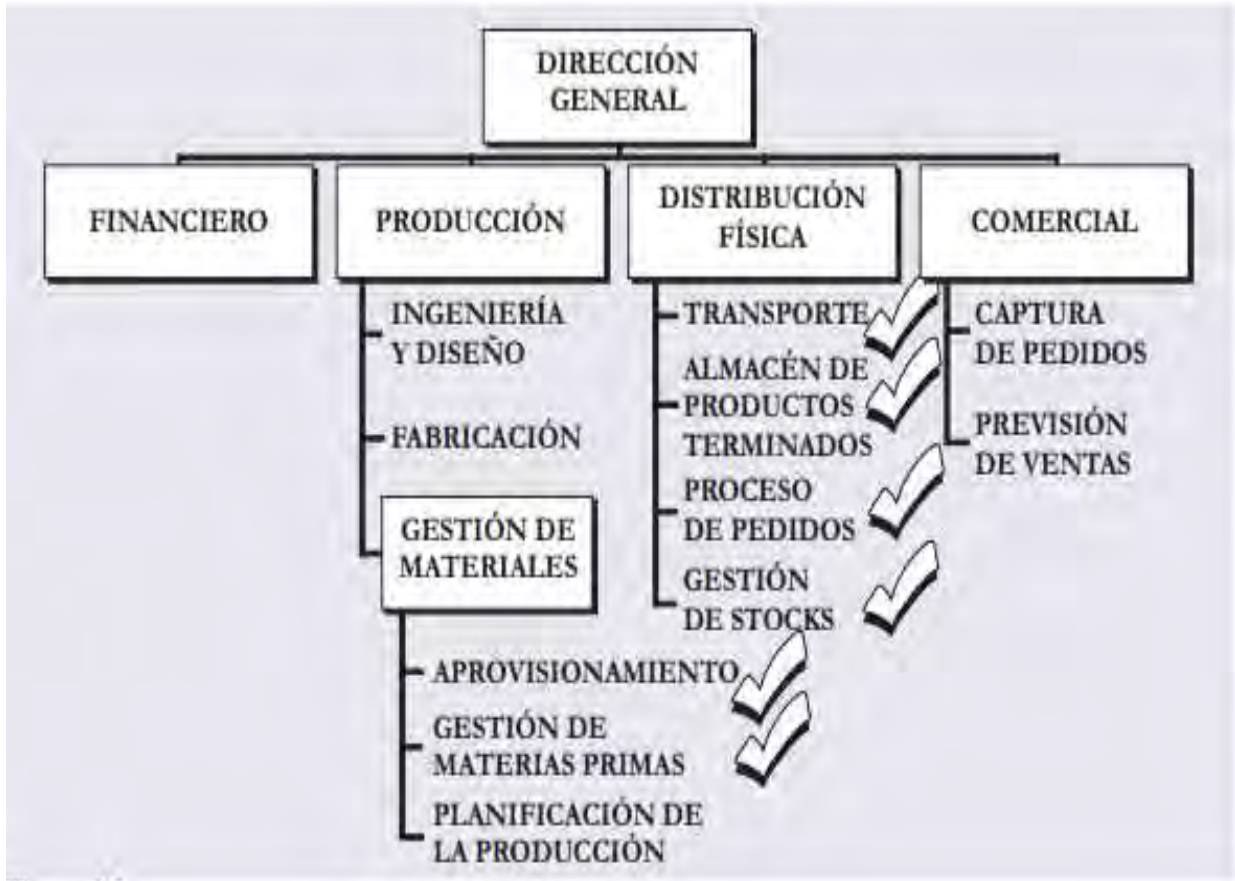 DIRECCIÓN
GENERAL
FINANCIERO
PRODUCCIÓN
DISTRIBUCIÓN
FÍSICA
COMERCIAL
INGENIERÍA
Y DISEÑO
FABRICACIÓN
GESTIÓN DE
MATERIALES
APROVISIONAMIENTO
GESTIÓN DE
MATERIAS PRIMAS
PLANIFICACIÓN DE
LA PRODUCCIÓN
TRANSPORTE
ALMACÉN DE
PRODUCTOS
TERMINADOS
PROCESO
DE PEDIDOS
GESTIÓN
DE STOCKS
CAPTURA
DE PEDIDOS
PREVISIÓN
DE VENTAS